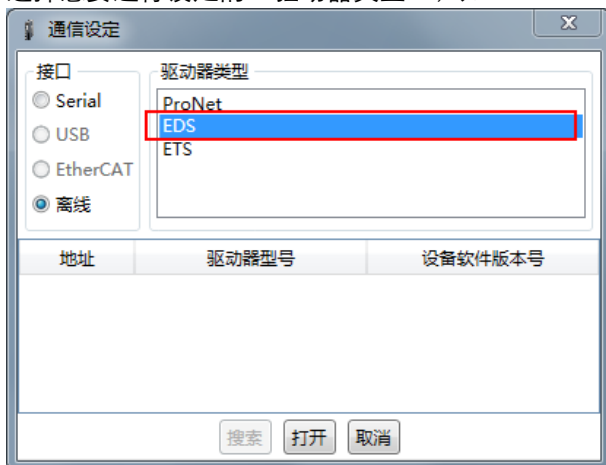 通信设定
接口
驱动器类型
Serial
USB
EtherCAT
离线
ProNet
EDS
ETS
地址 驱动器型号 设备软件版本号
搜索 打开 取消